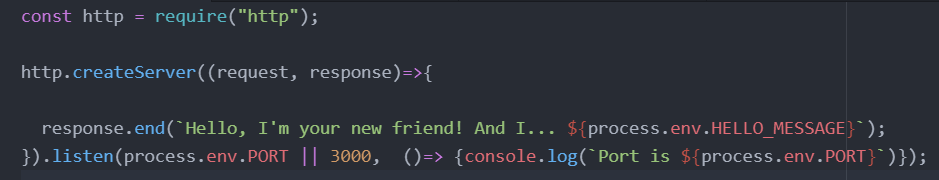 const http = require("http");
http.createServer((request, response)=>{
response.end(`Hello, I'm your new friend! And I... ${process.env.HELLO_MESSAGE}`);
}).listen(process.env.PORT || 3000,  ()=> {console.log(`Port is ${process.env.PORT}`)});